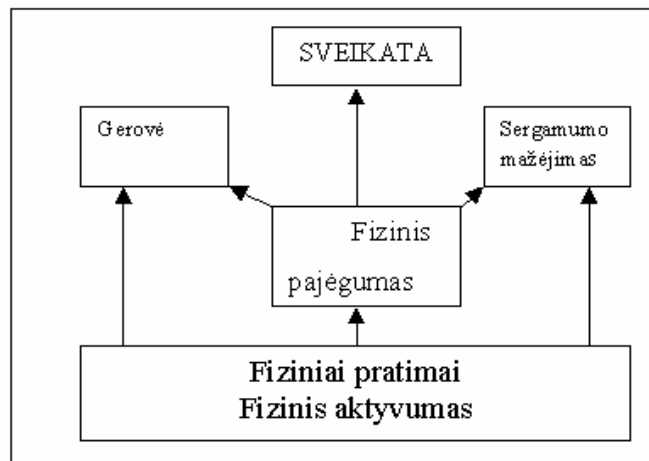 SVEIKATA
Gerovė
Sergamumo
mažėjimas
Fizinis
pajėgumas
Fiziniai pratimai
Fizinis aktyvumas